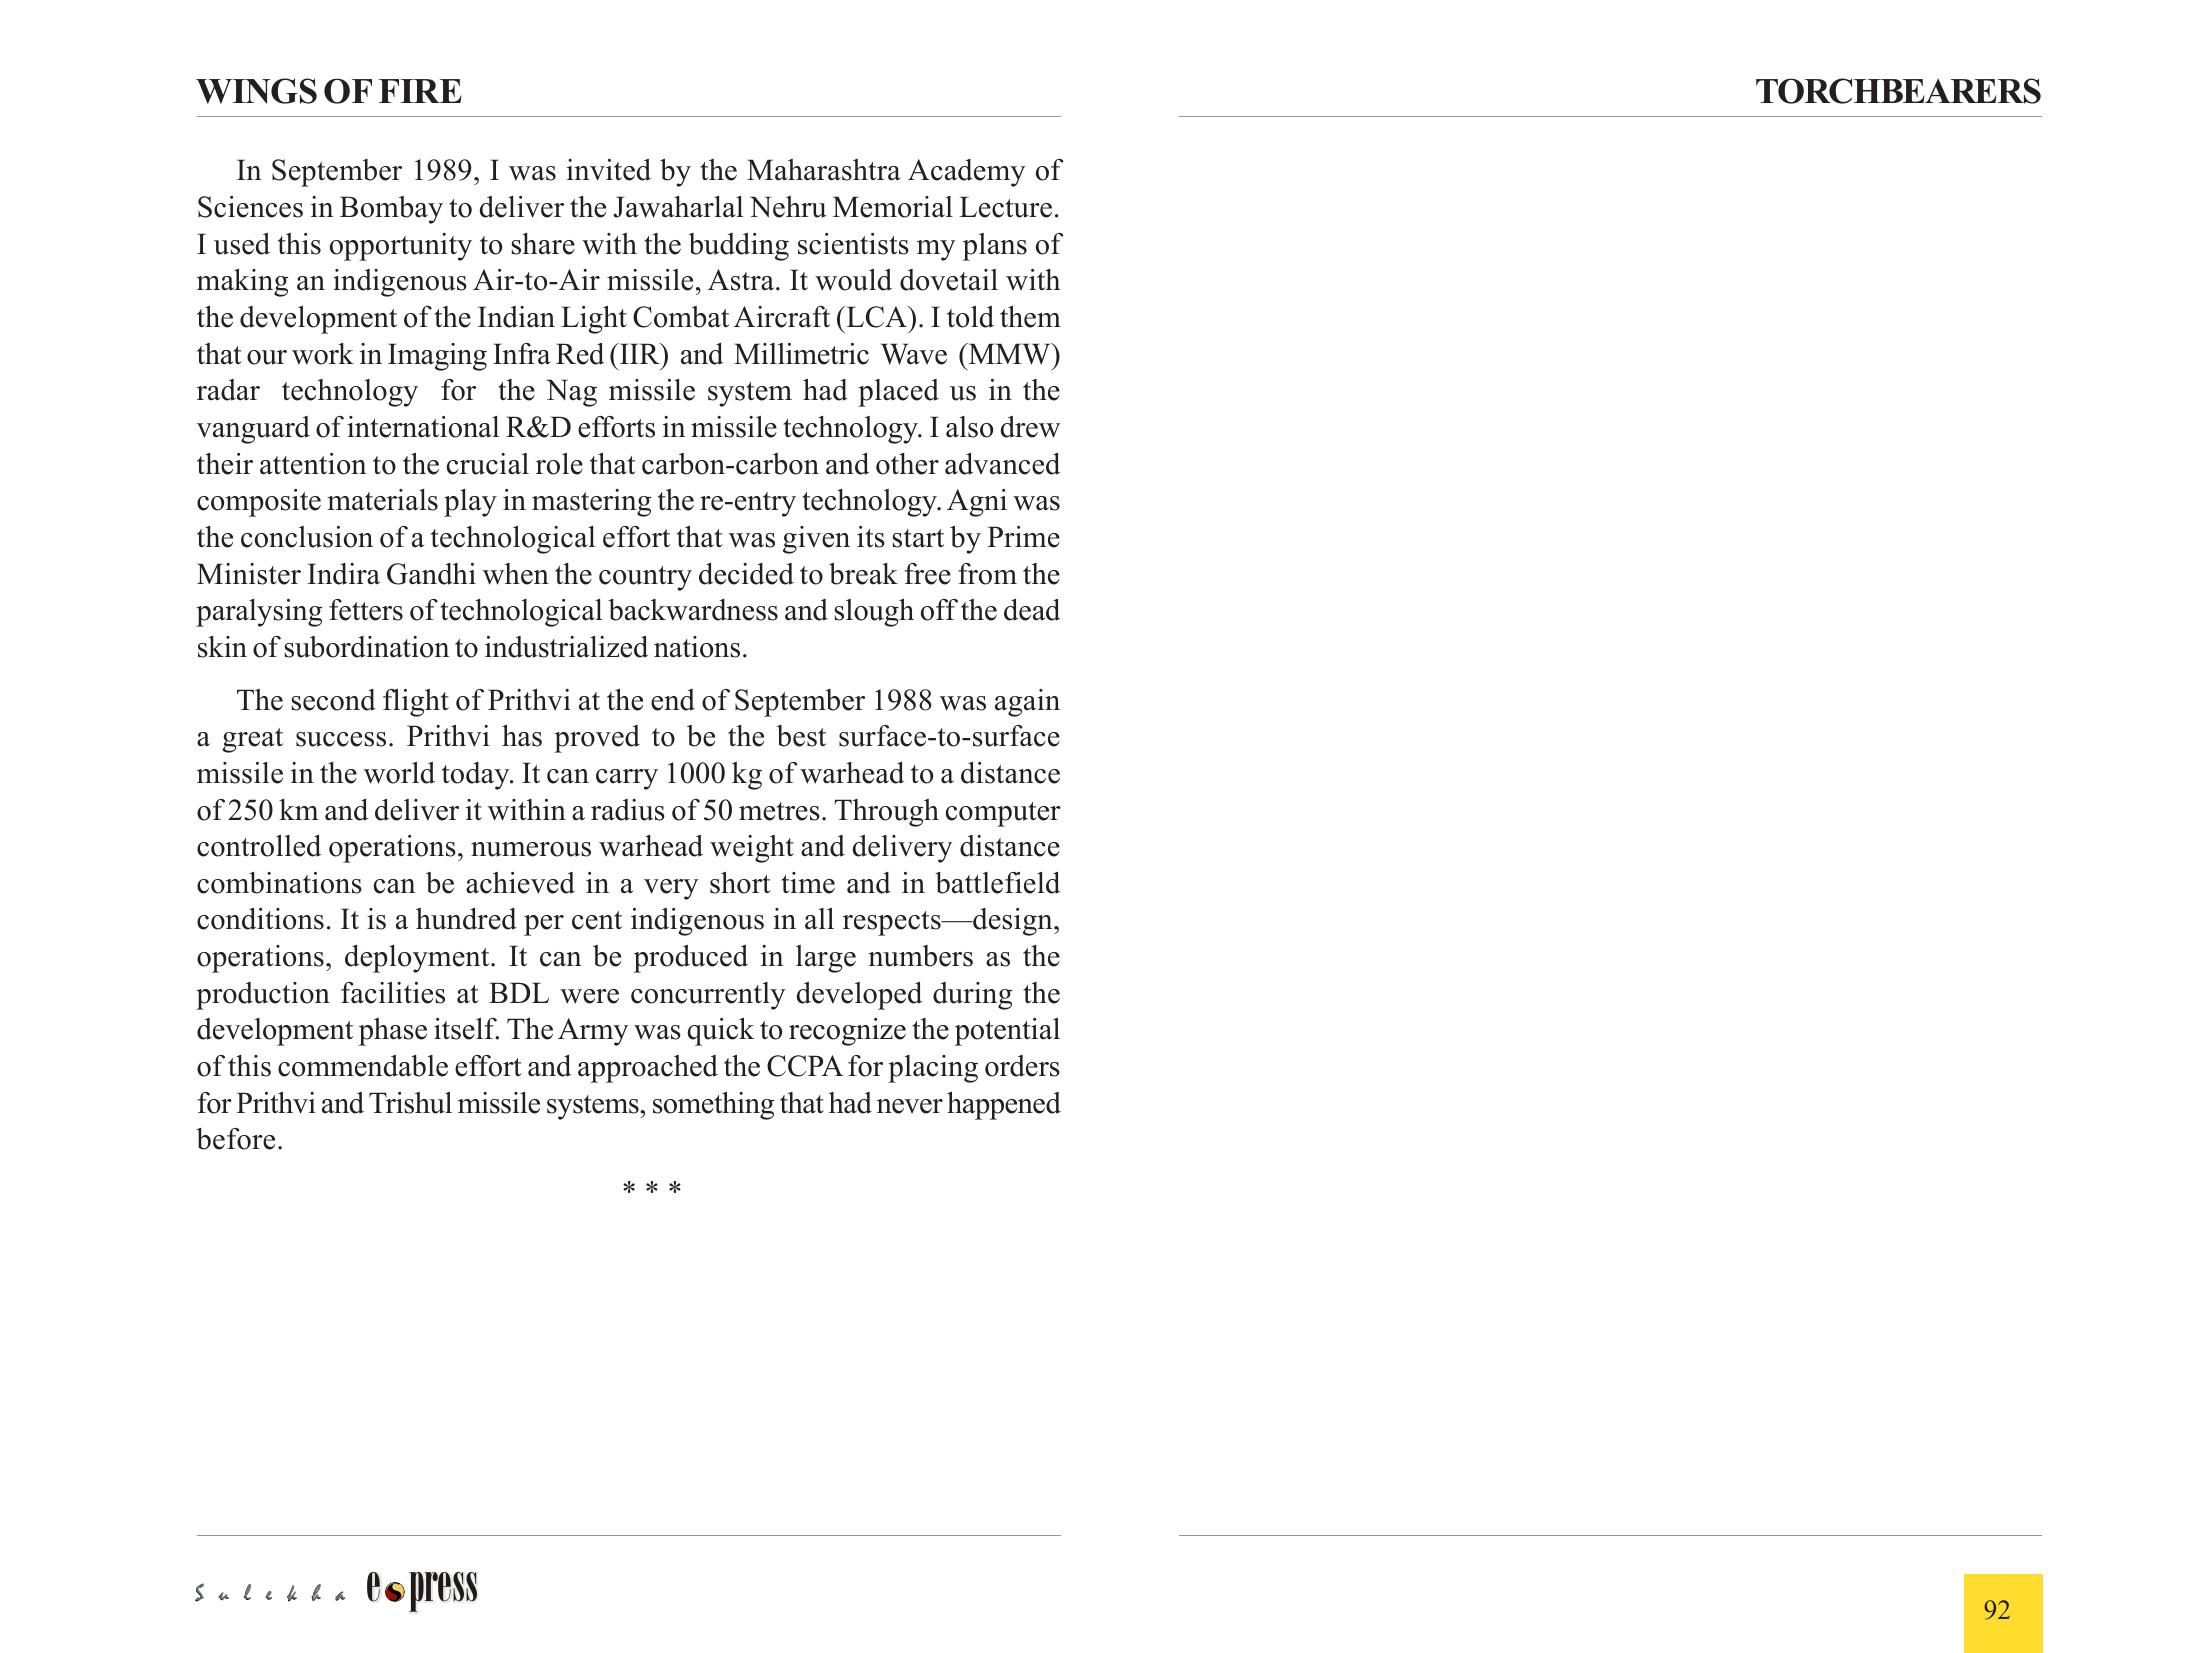 WINGS OF FIRE
In September 1989, I was invited by the Maharashtra Academy of
Sciences in Bombay to deliver the Jawaharlal Nehru Memorial Lecture.
I used this opportunity to share with the budding scientists my plans of
making an indigenous Air-to-Air missile, Astra. It would dovetail with
the development of the Indian Light Combat Aircraft (LCA). I told them
that our work in Imaging Infra Red (IIR) and Millimetric Wave (MMW)
radar technology for the Nag missile system had placed us in the
vanguard of international R&D efforts in missile technology. I also drew
their attention to the crucial role that carbon-carbon and other advanced
composite materials play in mastering the re-entry technology. Agni was
the conclusion of a technological effort that was given its start by Prime
Minister Indira Gandhi when the country decided to break free from the
paralysing fetters of technological backwardness and slough off the dead
skin of subordination to industrialized nations.
The second flight of Prithvi at the end of September 1988 was again
a great success. Prithvi has proved to be the best surface-to-surface
missile in the world today. It can carry 1000 kg of warhead to a distance
of 250 km and deliver it within a radius of 50 metres. Through computer
controlled operations, numerous warhead weight and delivery distance
combinations can be achieved in a very short time and in battlefield
conditions. It is a hundred per cent indigenous in all respects—design,
operations, deployment. It can be produced in large numbers as the
production facilities at BDL were concurrently developed during the
development phase itself. The Army was quick to recognize the potential
of this commendable effort and approached the CCPA for placing orders
for Prithvi and Trishul missile systems, something that had never happened
before.
* * *
Sulekha e press
TORCHBEARERS
92